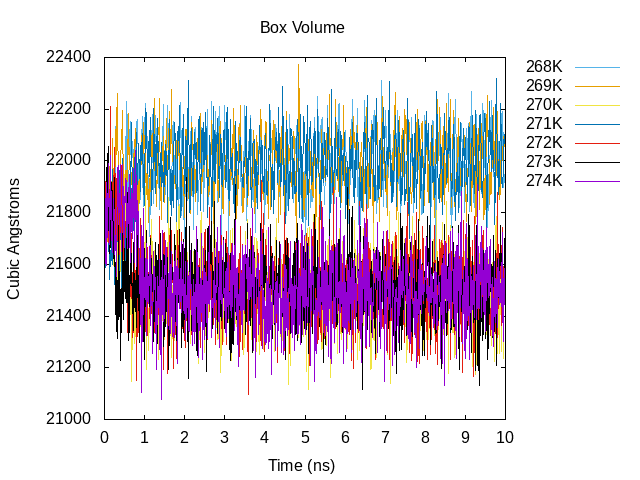 Box Volume
22400
22200
22000
21800
21600
21400
21200
21000
Cubic Angstroms
0 1 2 3 4 5 6 7 8 9 10
Time (ns)
268K
269K
270K
271K
272K
273K
274K